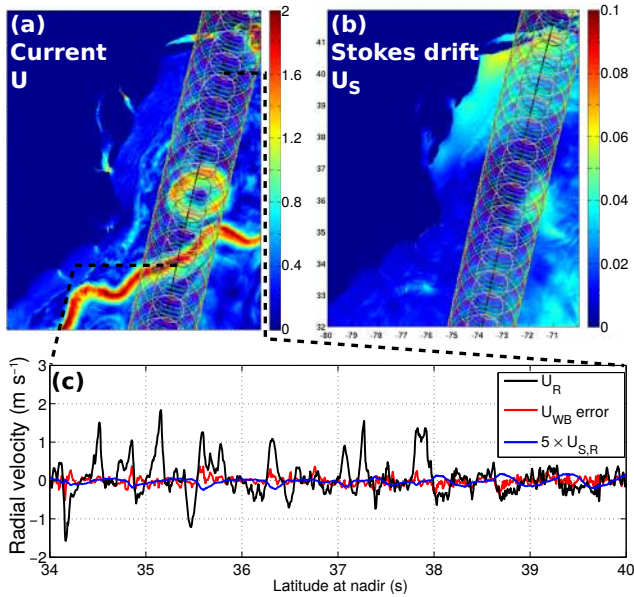 (a)
Current
U
2
1.6
1.2
0.8
0.4
0
(b)
Stokes drift
U_S
0.1
0.08
0.06
0.04
0.02
0
41
40
39
38
37
36
35
34
33
32
-80 -79 -78 -77 -76 -75 -74 -73 -72 -71
(c)
Radial velocity (m s⁻¹)
3
2
1
0
−1
−2
34 35 36 37 38 39 40
Latitude at nadir (s)
U_R
U_WB error
5 × U_S,R